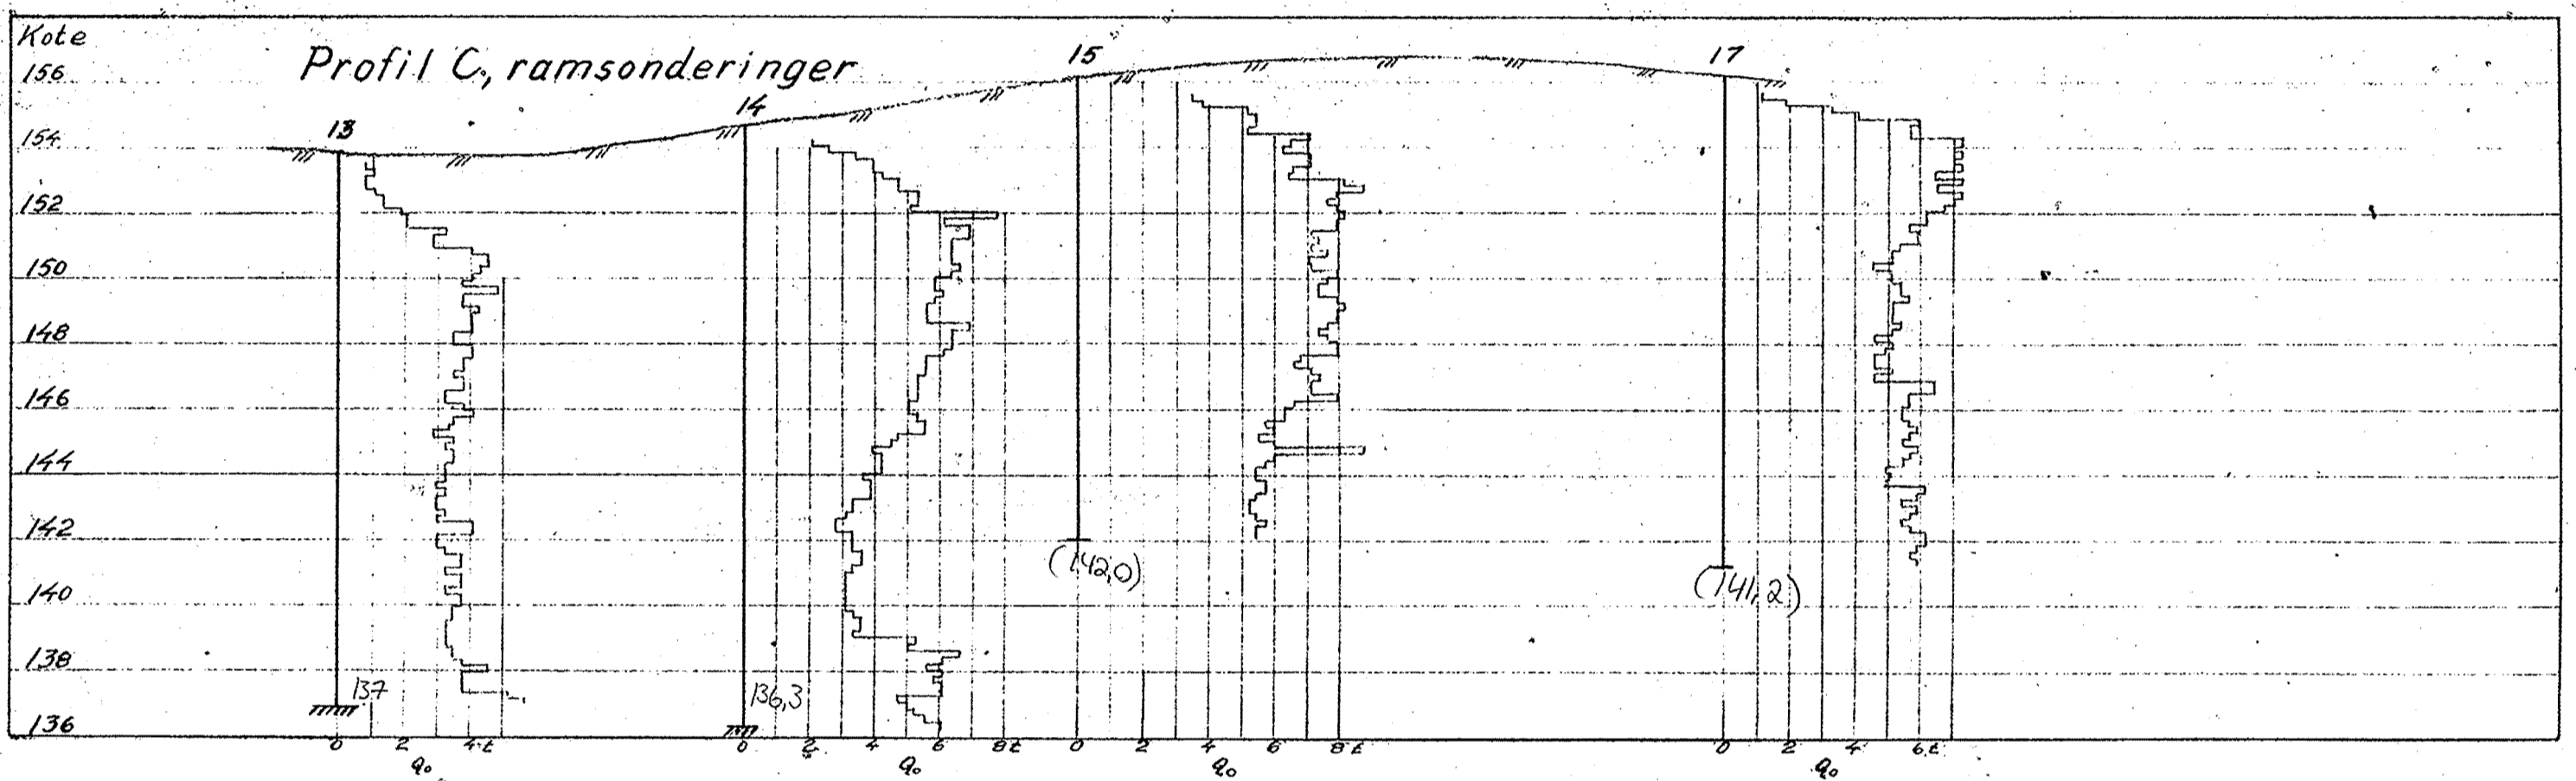 Kote
Profil C, ramsonderinger
156
154
152
150
148
146
144
142
140
138
136
13
14
15
17
137
136,3
(142,0)
(141,2)
0 2 4 t
q₀
0 2 4 6 8 t
q₀
0 2 4 6 8 t
q₀
0 2 4 6 t
q₀